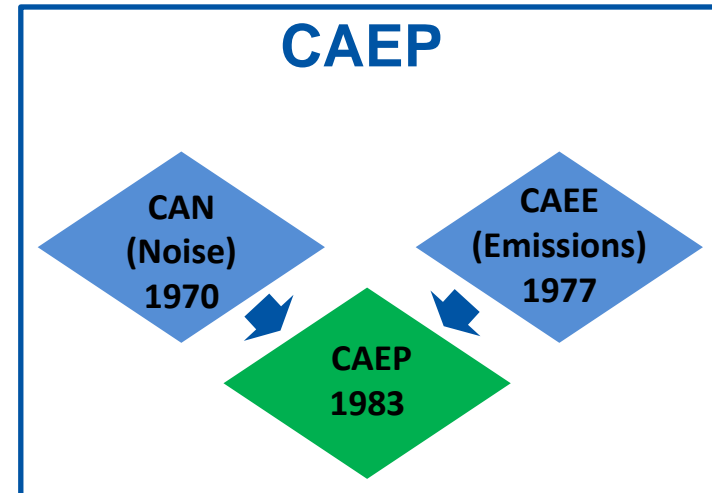 CAEP
CAN
(Noise)
1970
CAEE
(Emissions)
1977
CAEP
1983